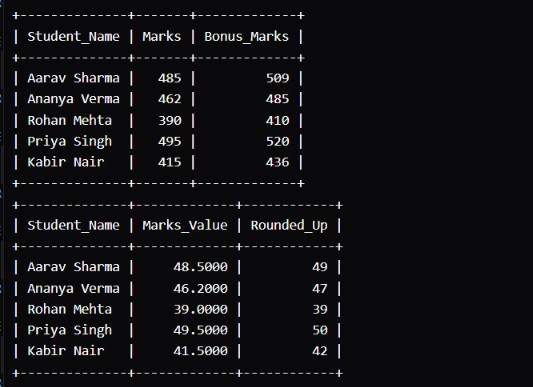 +--------------+-------+-------------+
| Student_Name | Marks | Bonus_Marks |
+--------------+-------+-------------+
| Aarav Sharma |   485 |         509 |
| Ananya Verma |   462 |         485 |
| Rohan Mehta  |   390 |         410 |
| Priya Singh  |   495 |         520 |
| Kabir Nair   |   415 |         436 |
+--------------+-------+-------------+
+--------------+-------------+------------+
| Student_Name | Marks_Value | Rounded_Up |
+--------------+-------------+------------+
| Aarav Sharma |     48.5000 |         49 |
| Ananya Verma |     46.2000 |         47 |
| Rohan Mehta  |     39.0000 |         39 |
| Priya Singh  |     49.5000 |         50 |
| Kabir Nair   |     41.5000 |         42 |
+--------------+-------------+------------+